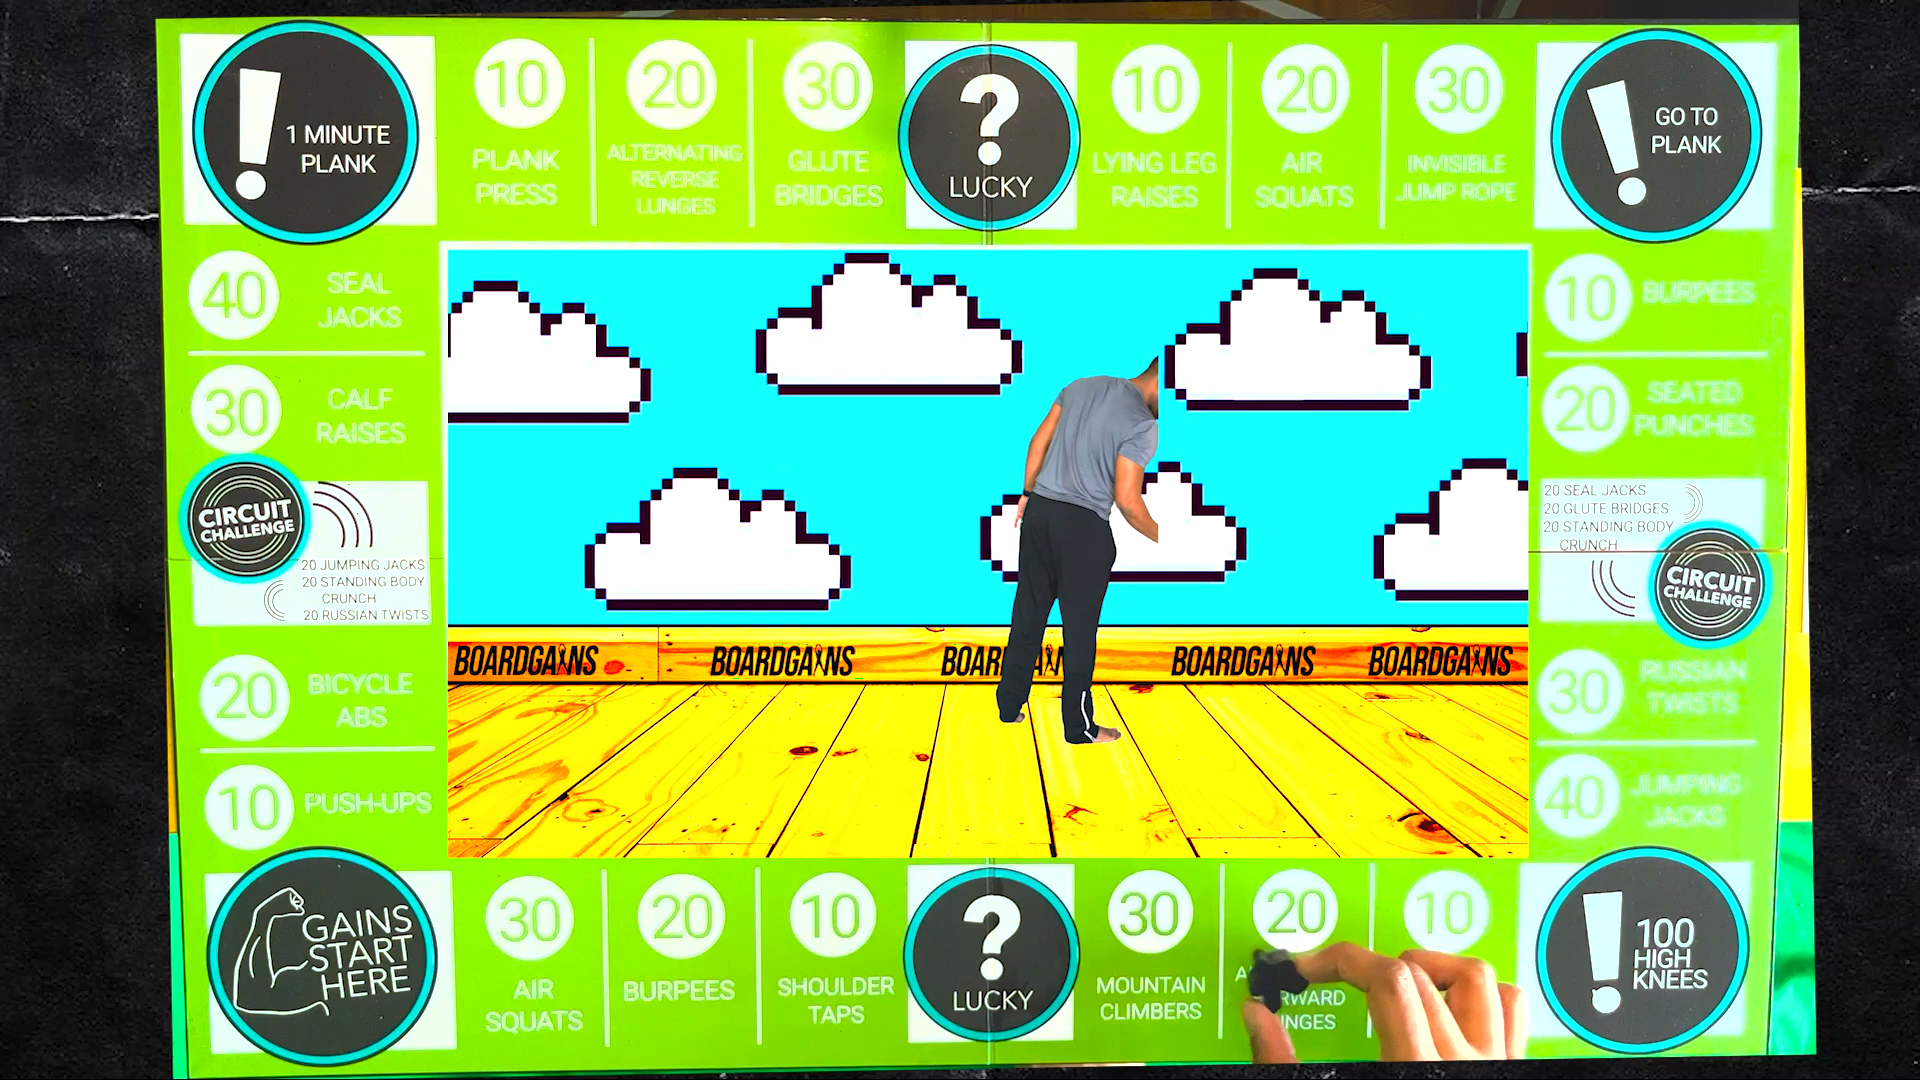 1 MINUTE
PLANK
10
PLANK
PRESS
20
ALTERNATING
REVERSE
LUNGES
30
GLUTE
BRIDGES
?
LUCKY
10
LYING LEG
RAISES
20
AIR
SQUATS
30
INVISIBLE
JUMP ROPE
!
GO TO
PLANK
40
SEAL
JACKS
30
CALF
RAISES
CIRCUIT
CHALLENGE
20 JUMPING JACKS
20 STANDING BODY
CRUNCH
20 RUSSIAN TWISTS
20
BICYCLE
ABS
10
PUSH-UPS
10
BURPEES
20
SEATED
PUNCHES
20 SEAL JACKS
20 GLUTE BRIDGES
20 STANDING BODY
CRUNCH
CIRCUIT
CHALLENGE
30
RUSSIAN
TWISTS
40
JUMPING
JACKS
BOARDGAINS BOARDGAINS BOARDGAINS BOARDGAINS
GAINS
START
HERE
30
AIR
SQUATS
20
BURPEES
10
SHOULDER
TAPS
?
LUCKY
30
MOUNTAIN
CLIMBERS
20
10
!
100
HIGH
KNEES